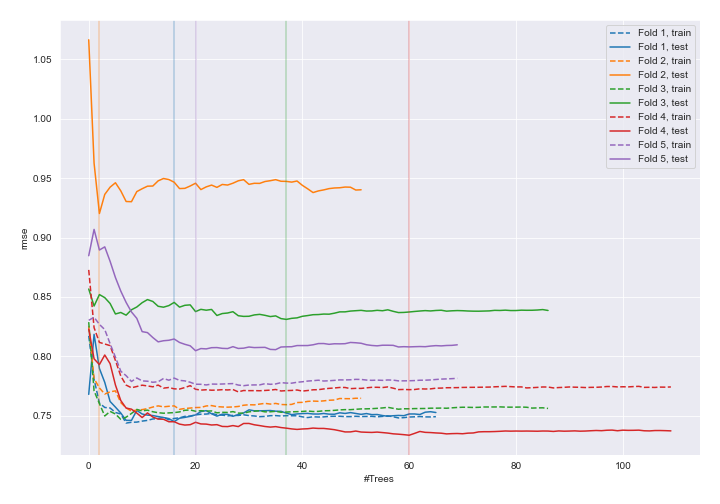 1.05
1.00
0.95
0.90
0.85
0.80
0.75
rmse
0 20 40 60 80 100
#Trees
Fold 1, train
Fold 1, test
Fold 2, train
Fold 2, test
Fold 3, train
Fold 3, test
Fold 4, train
Fold 4, test
Fold 5, train
Fold 5, test